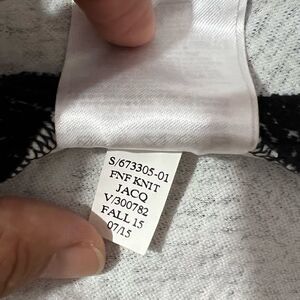 S/673305-01
FNF KNIT
JACQ
V/300782
FALL 15
07/15